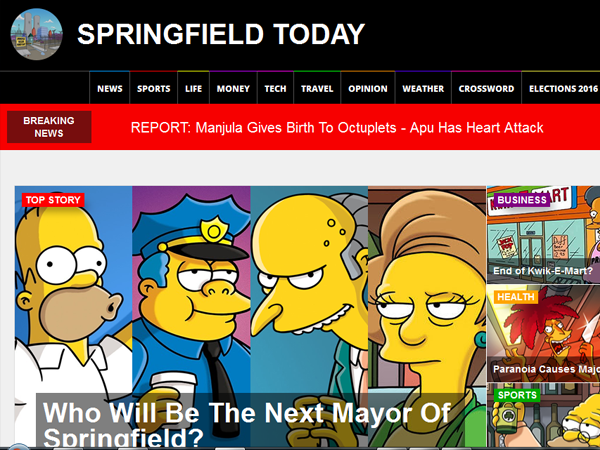 SPRINGFIELD TODAY
NEWS
SPORTS
LIFE
MONEY
TECH
TRAVEL
OPINION
WEATHER
CROSSWORD
ELECTIONS 2016
BREAKING
NEWS
REPORT: Manjula Gives Birth To Octuplets - Apu Has Heart Attack
TOP STORY
Who Will Be The Next Mayor Of
Springfield?
BUSINESS
MART
End of Kwik-E-Mart?
HEALTH
Paranoia Causes Majo
SPORTS